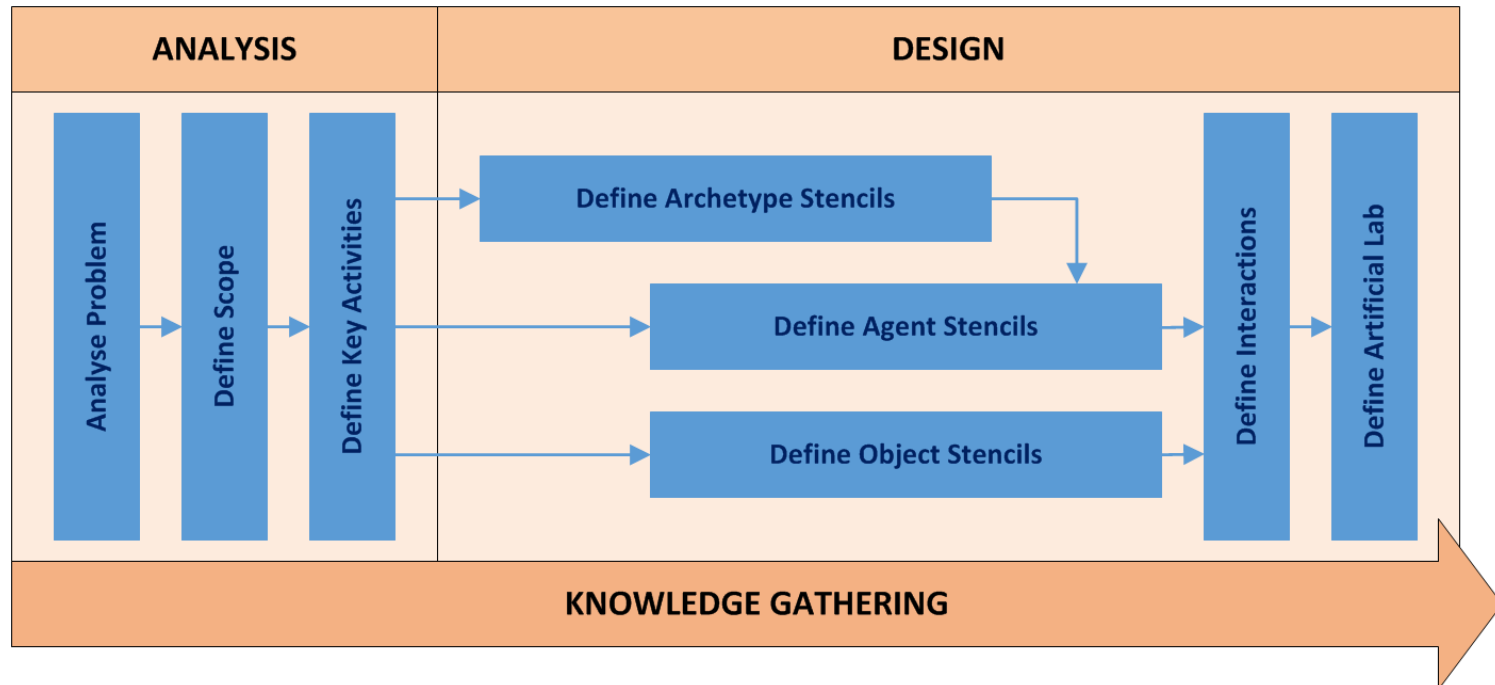 ANALYSIS
DESIGN
Analyse Problem
Define Scope
Define Key Activities
Define Archetype Stencils
Define Agent Stencils
Define Object Stencils
Define Interactions
Define Artificial Lab
KNOWLEDGE GATHERING